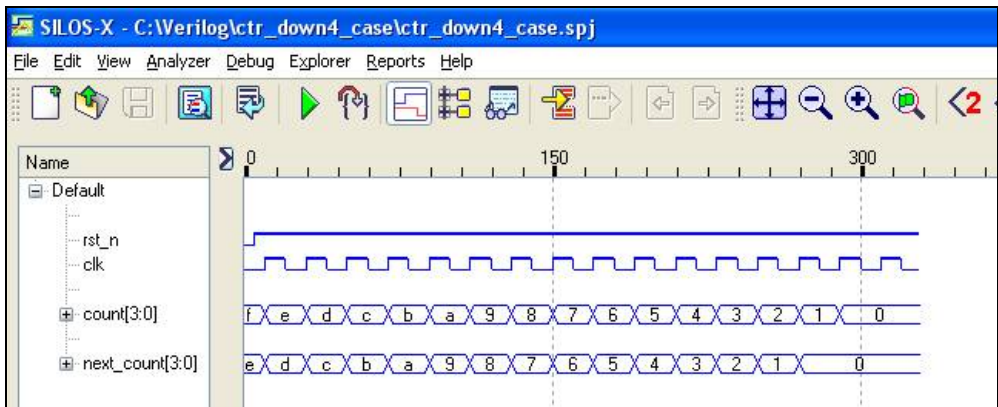 SILOS-X - C:\Verilog\ctr_down4_case\ctr_down4_case.spj
File Edit View Analyzer Debug Explorer Reports Help
2
Name 0 150 300
Default
rst_n
clk
count[3:0] f e d c b a 9 8 7 6 5 4 3 2 1 0
next_count[3:0] e d c b a 9 8 7 6 5 4 3 2 1 0